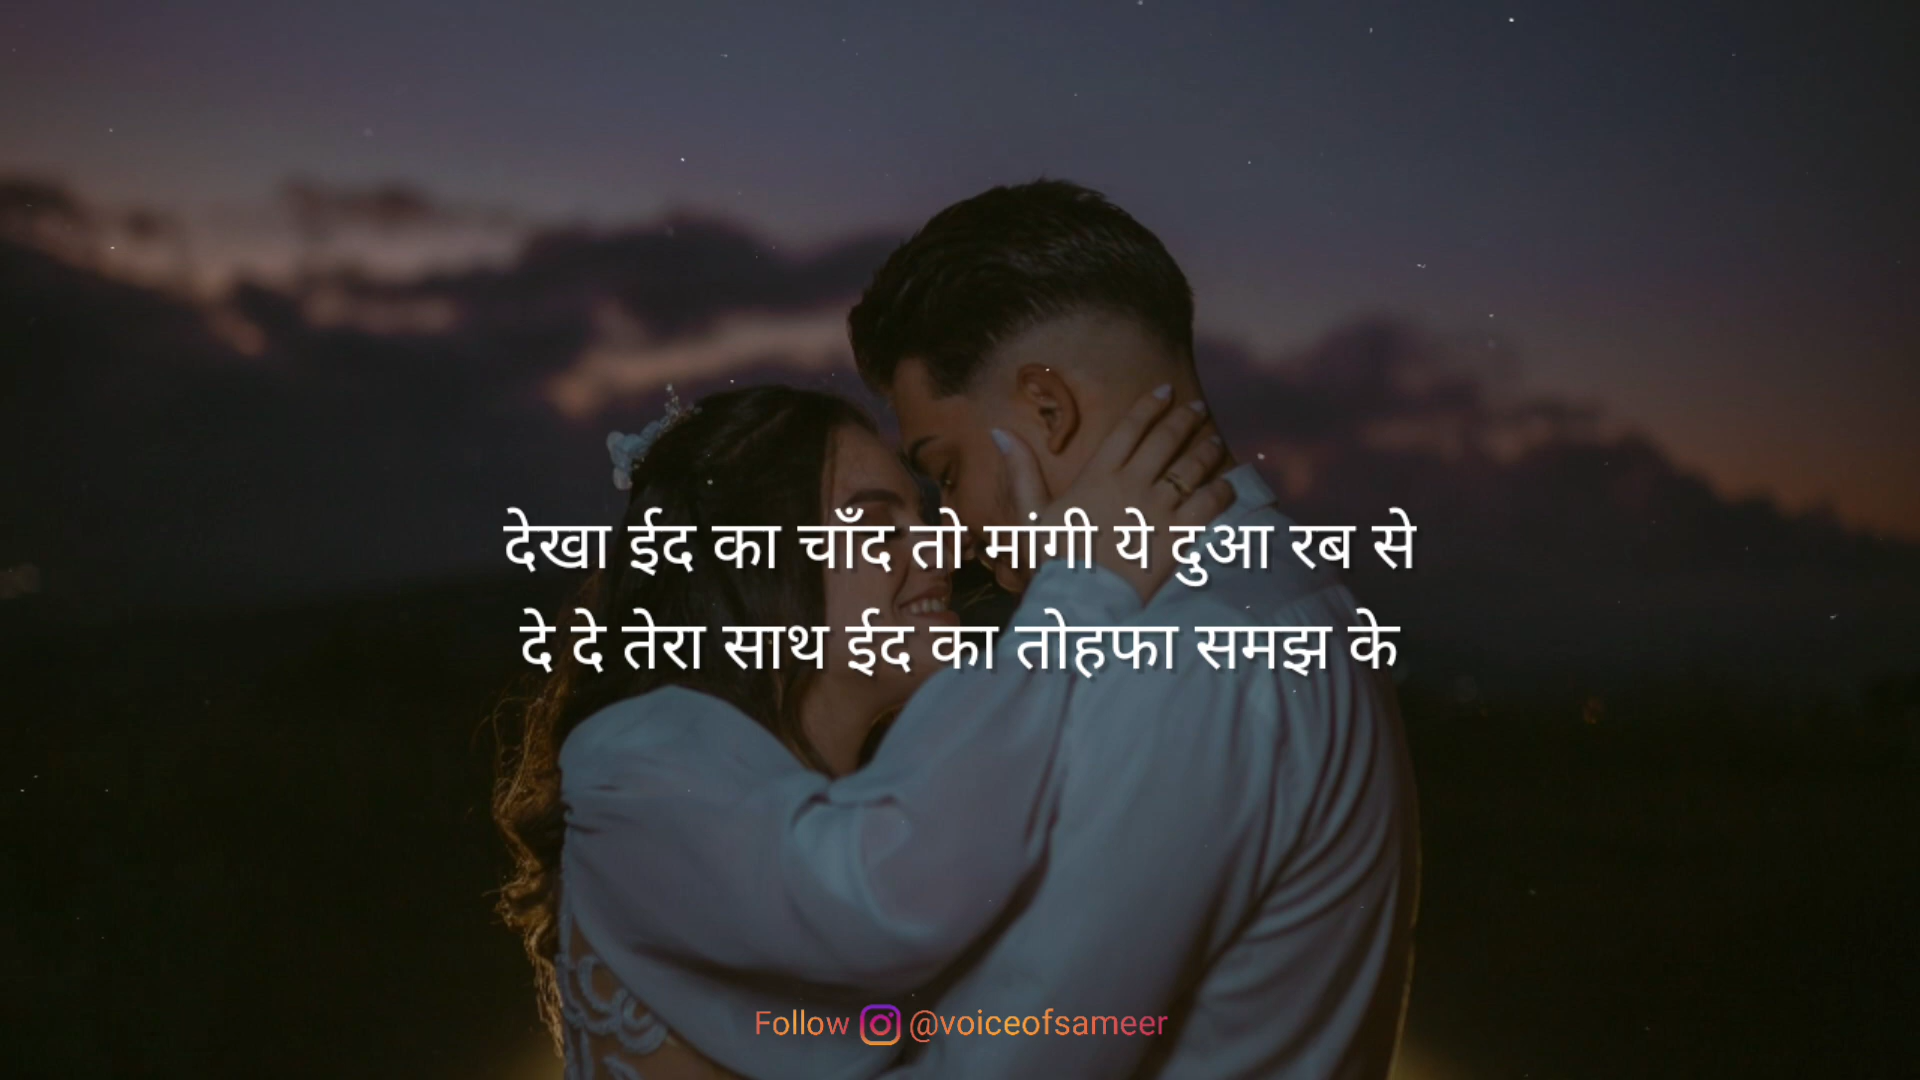 देखा ईद का चाँद तो मांगी ये दुआ रब से
दे दे तेरा साथ ईद का तोहफा समझ के
Follow @voiceofsameer